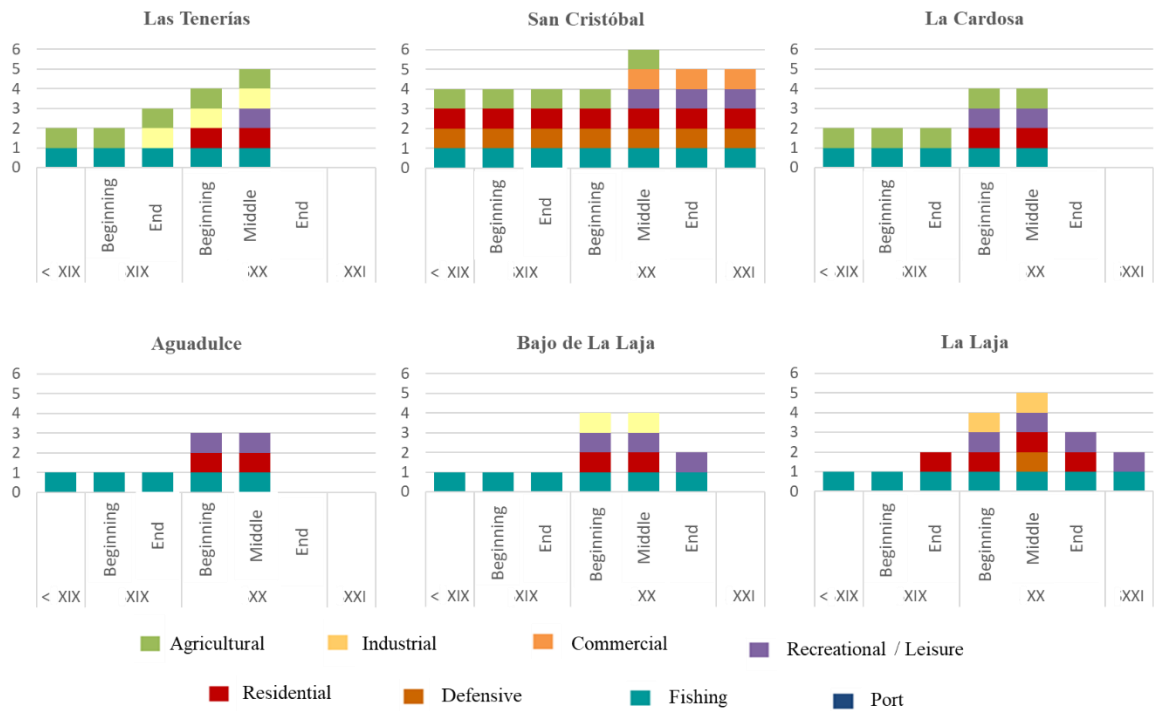 Las Tenerías
6
5
4
3
2
1
0
Beginning
End
Beginning
Middle
End
< XIX XIX XX XXI
San Cristóbal
6
5
4
3
2
1
0
Beginning
End
Beginning
Middle
End
< XIX XIX XX XXI
La Cardosa
6
5
4
3
2
1
0
Beginning
End
Beginning
Middle
End
< XIX XIX XX XXI
Aguadulce
6
5
4
3
2
1
0
Beginning
End
Beginning
Middle
End
< XIX XIX XX XXI
Bajo de La Laja
6
5
4
3
2
1
0
Beginning
End
Beginning
Middle
End
< XIX XIX XX XXI
La Laja
6
5
4
3
2
1
0
Beginning
End
Beginning
Middle
End
< XIX XIX XX XXI
Agricultural Industrial Commercial Recreational / Leisure
Residential Defensive Fishing Port